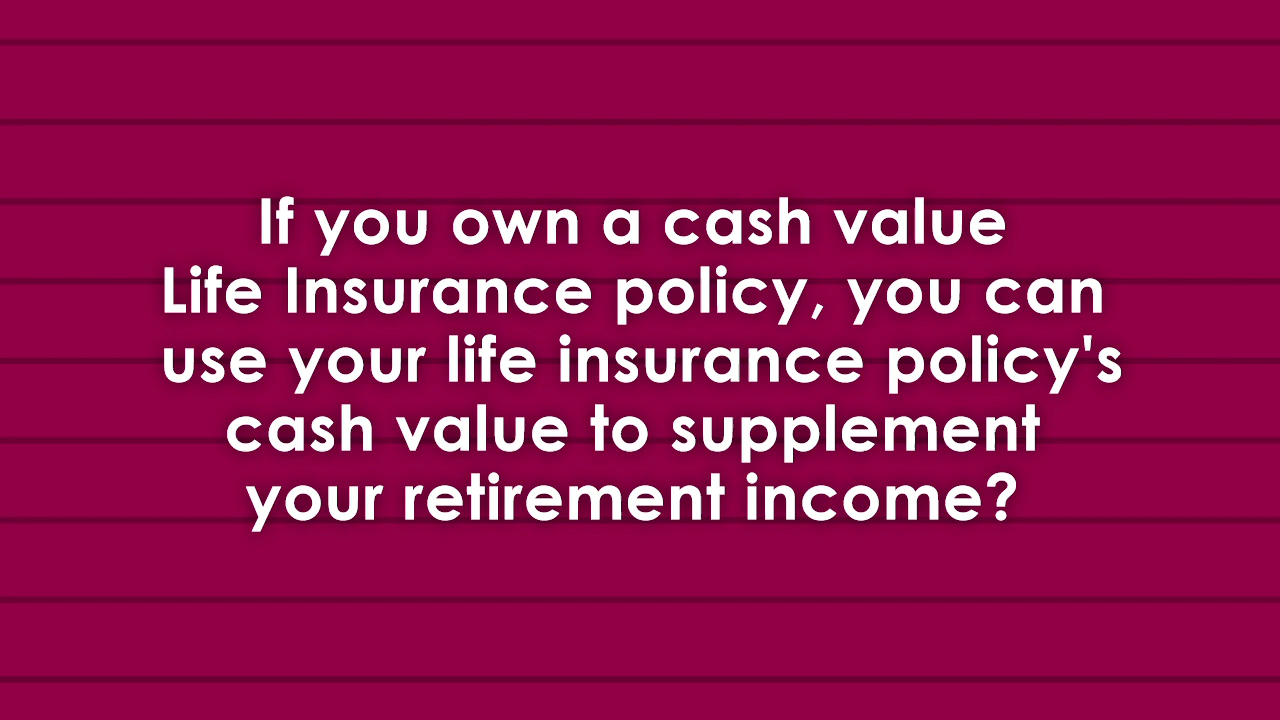 If you own a cash value
Life Insurance policy, you can
use your life insurance policy's
cash value to supplement
your retirement income?